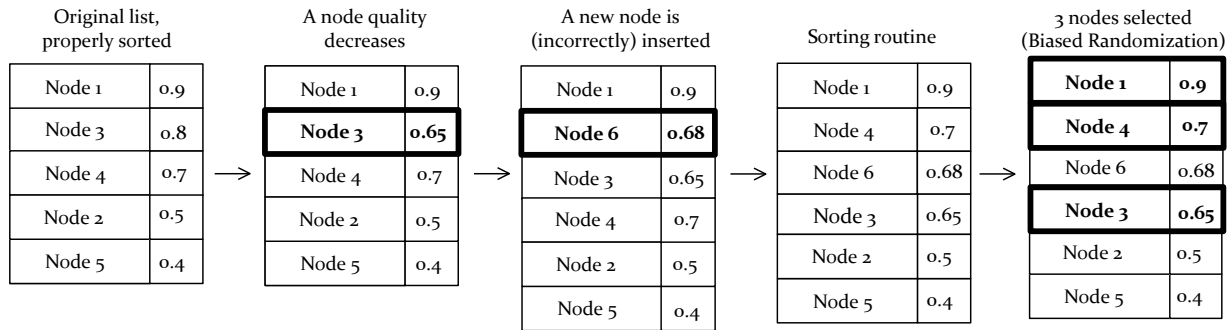 Original list,
properly sorted
Node 1 0.9
Node 3 0.8
Node 4 0.7
Node 2 0.5
Node 5 0.4
A node quality
decreases
Node 1 0.9
Node 3 0.65
Node 4 0.7
Node 2 0.5
Node 5 0.4
A new node is
(incorrectly) inserted
Node 1 0.9
Node 6 0.68
Node 3 0.65
Node 4 0.7
Node 2 0.5
Node 5 0.4
Sorting routine
Node 1 0.9
Node 4 0.7
Node 6 0.68
Node 3 0.65
Node 2 0.5
Node 5 0.4
3 nodes selected
(Biased Randomization)
Node 1 0.9
Node 4 0.7
Node 6 0.68
Node 3 0.65
Node 2 0.5
Node 5 0.4